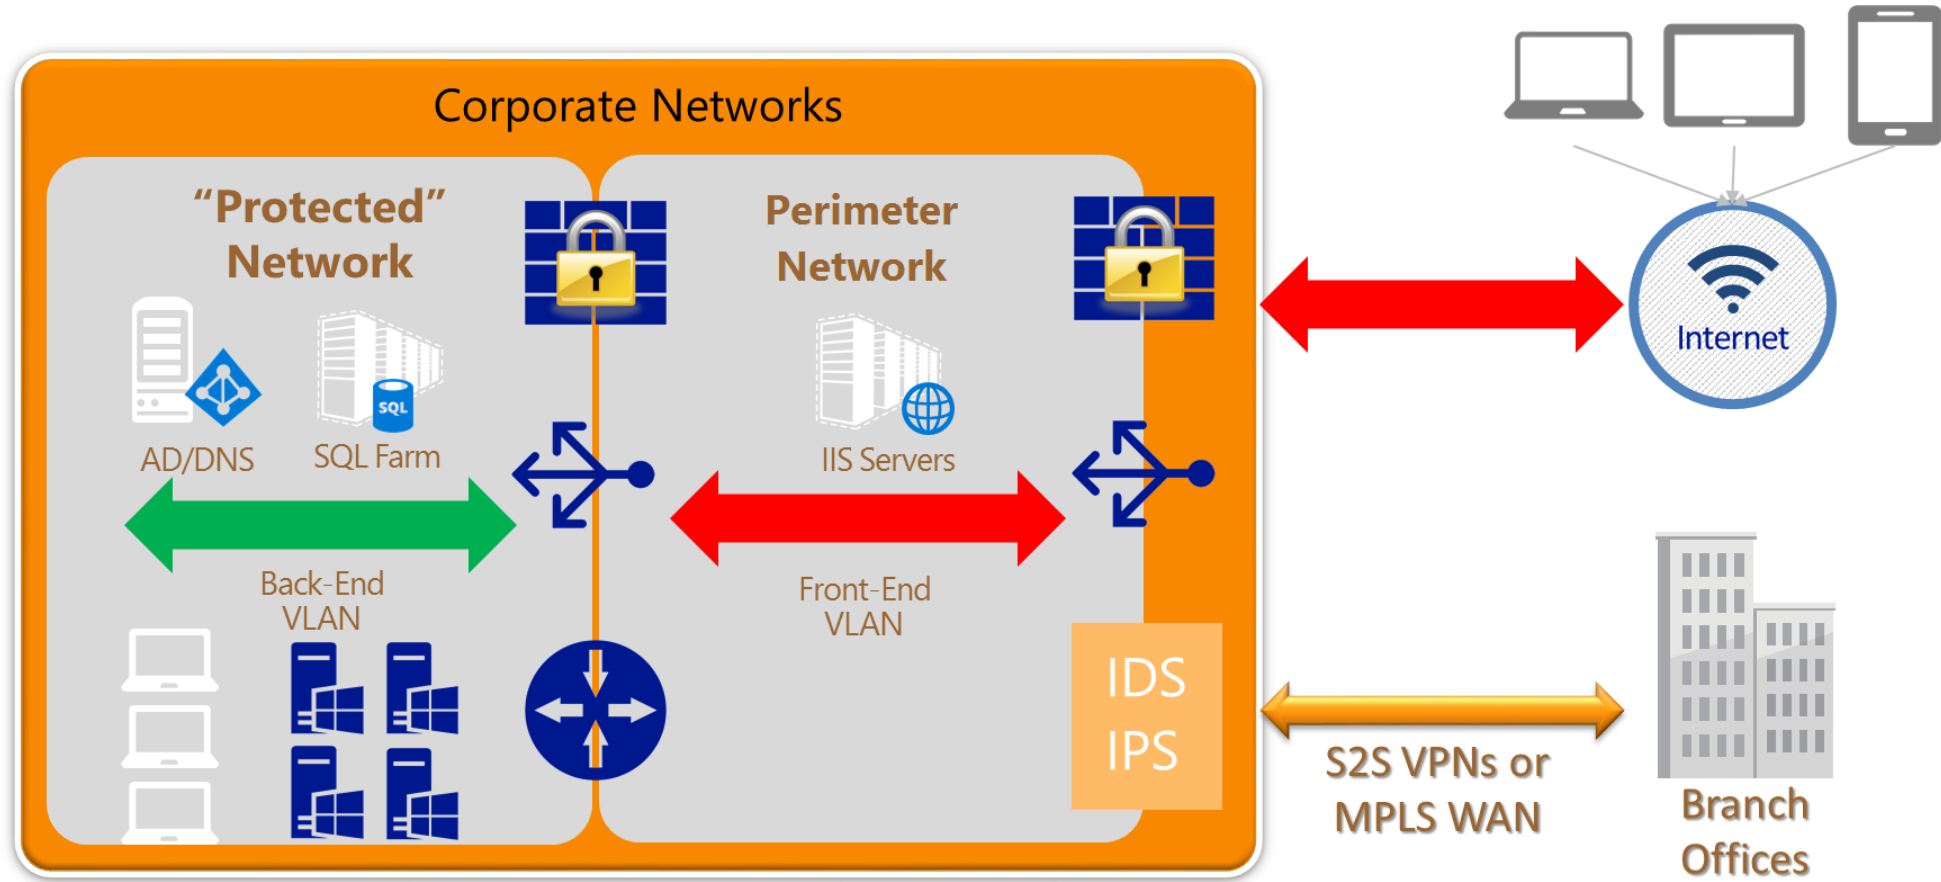 Corporate Networks
“Protected”
Network
Perimeter
Network
Internet
SQL
AD/DNS
SQL Farm
IIS Servers
Back-End
VLAN
Front-End
VLAN
IDS
IPS
S2S VPNs or
MPLS WAN
Branch
Offices